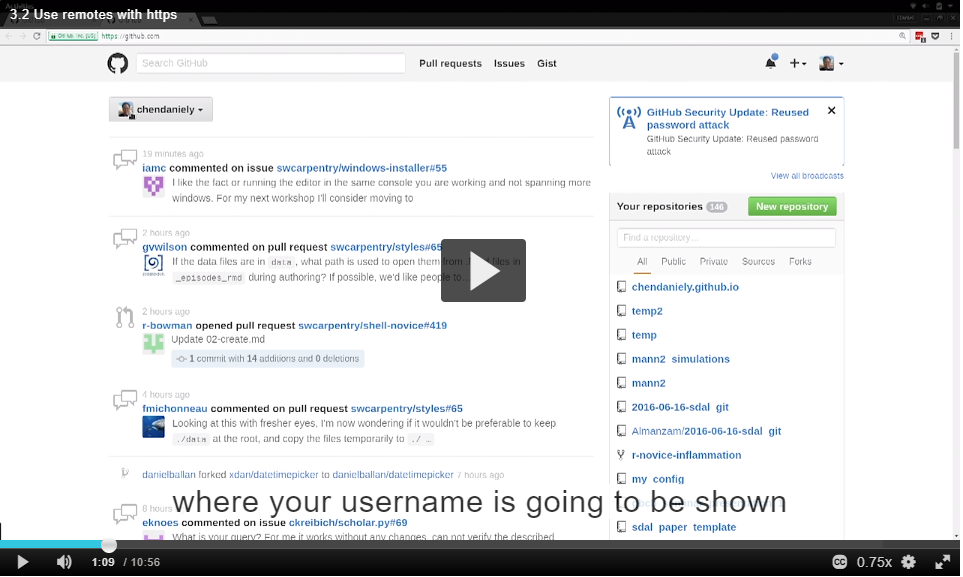 3.2 Use remotes with https
https://github.com
Search GitHub
Pull requests Issues Gist
chendaniely
GitHub Security Update: Reused
password attack
GitHub Security Update: Reused password
attack
View all broadcasts
19 minutes ago
iamc commented on issue swcarpentry/windows-installer#55
I like the fact or running the editor in the same console you are working and not spanning more
windows. For my next workshop I'll consider moving to
2 hours ago
gvwilson commented on pull request swcarpentry/styles#65
If the data files are in data , what path is used to open them from files in
_episodes_rmd during authoring? If possible, we'd like people to...
2 hours ago
r-bowman opened pull request swcarpentry/shell-novice#419
Update 02-create.md
1 commit with 14 additions and 0 deletions
4 hours ago
fmichonneau commented on pull request swcarpentry/styles#65
Looking at this with fresher eyes, I'm now wondering if it wouldn't be preferable to keep
./data at the root, and copy the files temporarily to ./ …
danielballan forked xdan/datetimepicker to danielballan/datetimepicker 7 hours ago
8 hours ago
eknoes commented on issue ckreibich/scholar.py#69
What is your query? For me it works without any changes, can not verify the described
Your repositories 146
New repository
Find a repository...
All Public Private Sources Forks
chendaniely.github.io
temp2
temp
mann2_simulations
mann2
2016-06-16-sdal_git
Almanzam/2016-06-16-sdal_git
r-novice-inflammation
my_config
sdal_paper_template
where your username is going to be shown
1:09 / 10:56
CC 0.75x